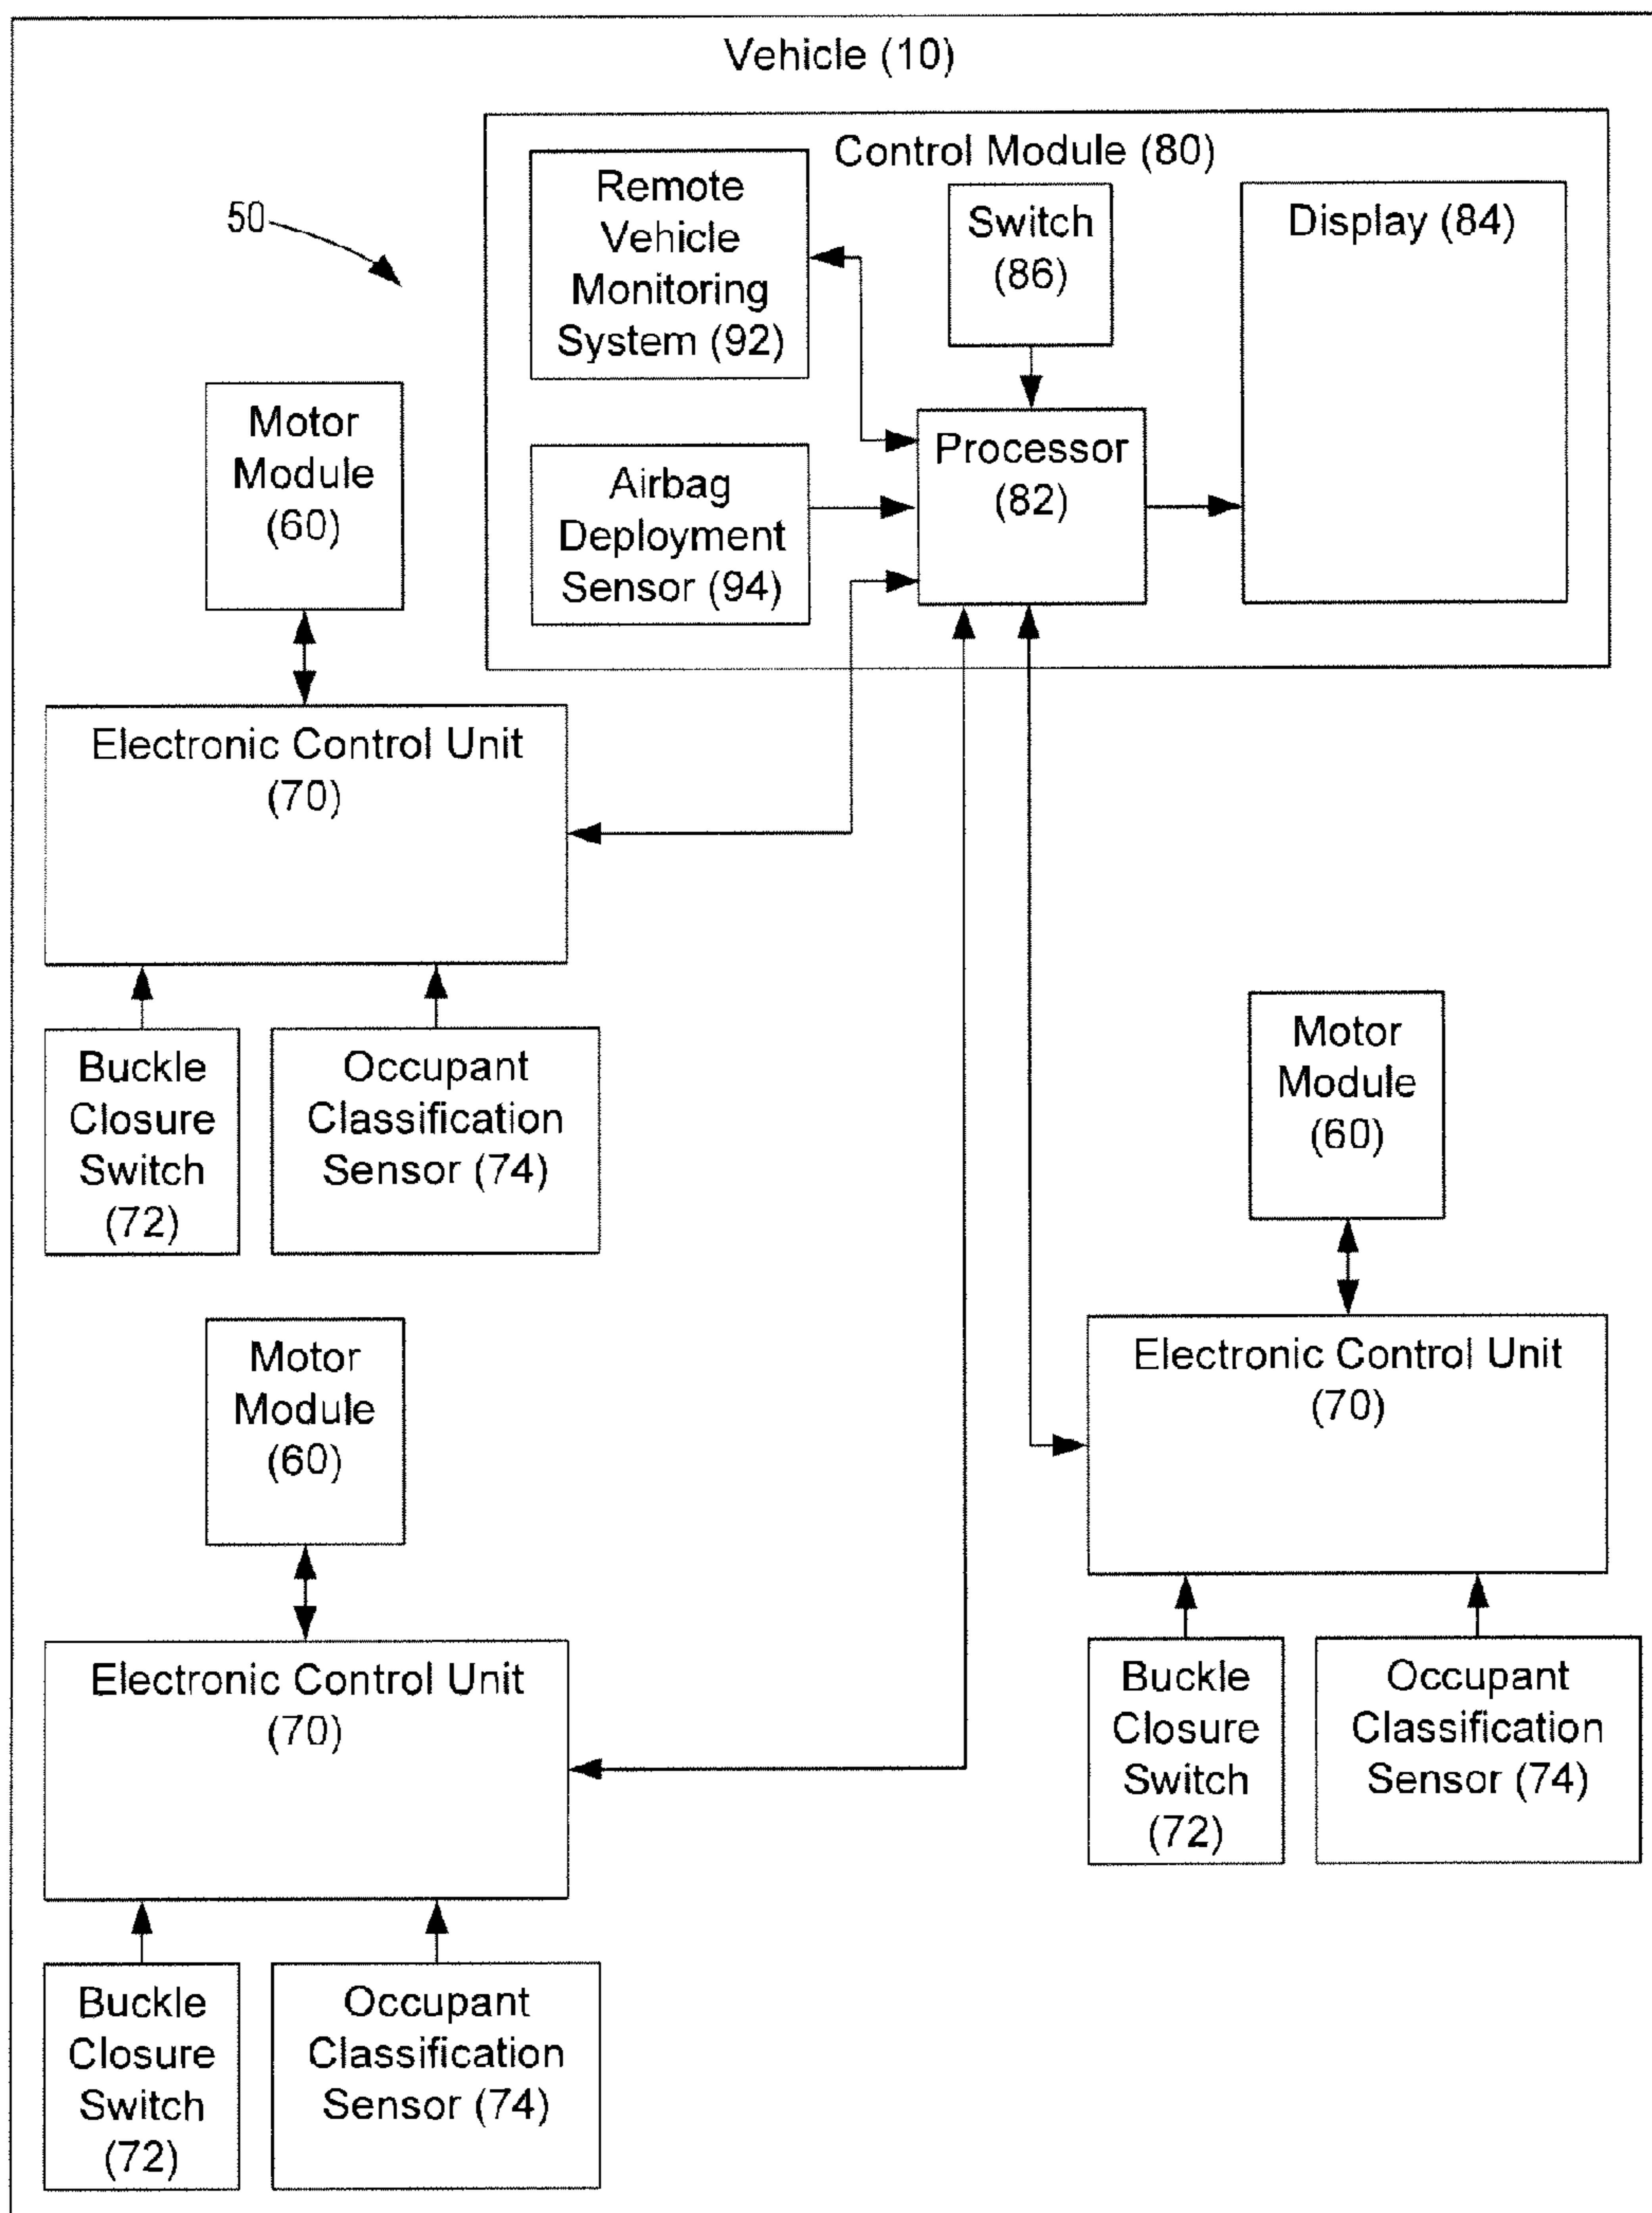 Vehicle (10)
Control Module (80)
Remote
Vehicle
Monitoring
System (92)
Switch
(86)
Display (84)
50
Processor
(82)
Airbag
Deployment
Sensor (94)
Motor
Module
(60)
Electronic Control Unit
(70)
Buckle
Closure
Switch
(72)
Occupant
Classification
Sensor (74)
Motor
Module
(60)
Electronic Control Unit
(70)
Buckle
Closure
Switch
(72)
Occupant
Classification
Sensor (74)
Motor
Module
(60)
Electronic Control Unit
(70)
Buckle
Closure
Switch
(72)
Occupant
Classification
Sensor (74)